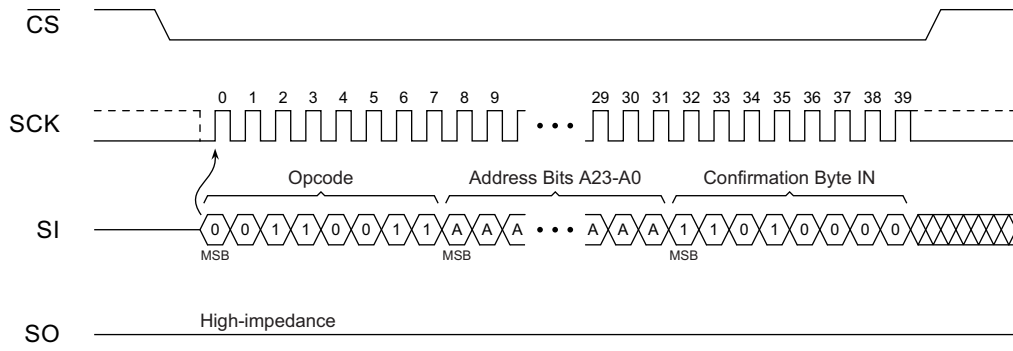 CS
SCK
0 1 2 3 4 5 6 7 8 9 29 30 31 32 33 34 35 36 37 38 39
Opcode Address Bits A23-A0 Confirmation Byte IN
SI
0 0 1 1 0 0 1 1 A A A A A A 1 1 0 1 0 0 0 0
MSB MSB MSB
High-impedance
SO